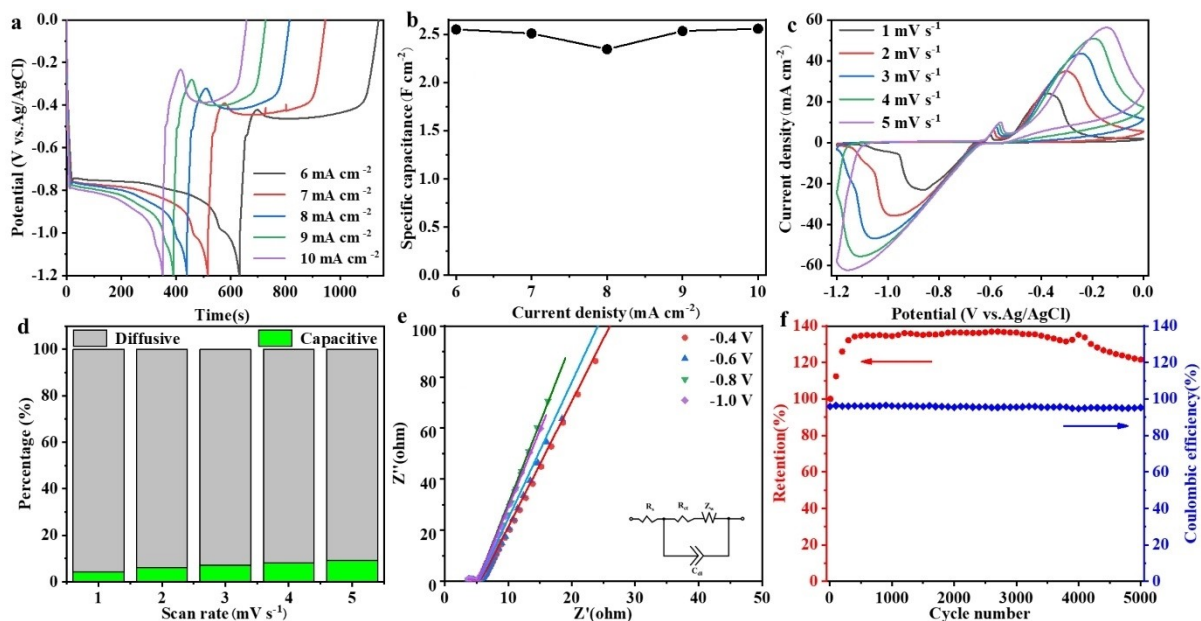 a
Potential (V vs.Ag/AgCl)
0.0
-0.4
-0.8
-1.2
0
200
400
600
800
1000
Time(s)
6 mA cm⁻²
7 mA cm⁻²
8 mA cm⁻²
9 mA cm⁻²
10 mA cm⁻²
b
Specific capacitance(F cm⁻²)
2.5
2.0
1.5
1.0
0.5
0.0
6
7
8
9
10
Current denisty(mA cm⁻²)
c
Current density(mA cm⁻²)
60
40
20
0
-20
40
60
-1.2
-1.0
-0.8
-0.6
-0.4
-0.2
0.0
Potential (V vs.Ag/AgCl)
1 mV s⁻¹
2 mV s⁻¹
3 mV s⁻¹
4 mV s⁻¹
5 mV s⁻¹
d
Percentage (%)
100
80
60
40
20
0
Diffusive
Capacitive
1
2
3
4
5
Scan rate(mV s⁻¹)
e
Z''(ohm)
100
80
60
40
20
0
0
10
20
30
40
50
Z'(ohm)
-0.4 V
-0.6 V
-0.8 V
-1.0 V
Rs
Rct
Zw
Cdl
f
Retention(%)
140
120
100
80
60
40
20
0
0
1000
2000
3000
4000
5000
Cycle number
140
120
100
80
60
40
20
0
Coulombic efficiency(%)